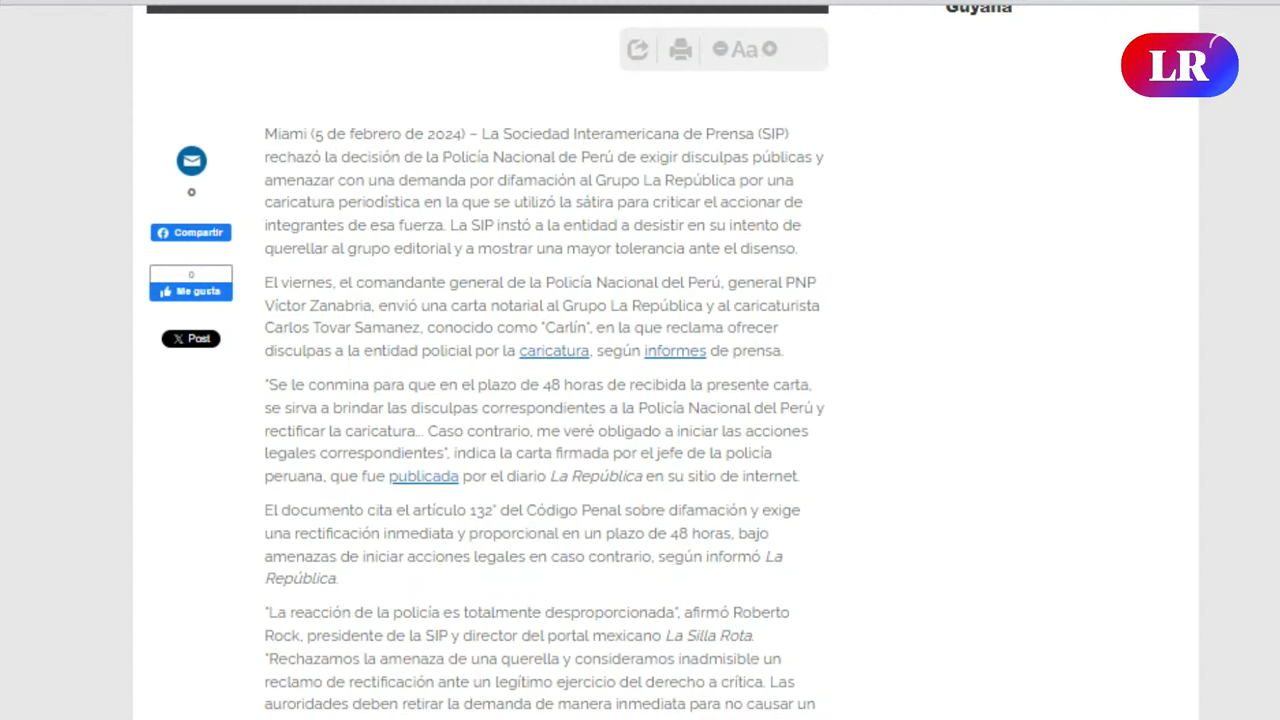 Guyana
LR
Aa
Miami (5 de febrero de 2024) – La Sociedad Interamericana de Prensa (SIP)
rechazó la decisión de la Policía Nacional de Perú de exigir disculpas públicas y
amenazar con una demanda por difamación al Grupo La República por una
caricatura periodística en la que se utilizó la sátira para criticar el accionar de
integrantes de esa fuerza. La SIP instó a la entidad a desistir en su intento de
querellar al grupo editorial y a mostrar una mayor tolerancia ante el disenso.
0
Compartir
0
Me gusta
X Post
El viernes, el comandante general de la Policía Nacional del Perú, general PNP
Víctor Zanabria, envió una carta notarial al Grupo La República y al caricaturista
Carlos Tovar Samanez, conocido como "Carlín", en la que reclama ofrecer
disculpas a la entidad policial por la caricatura, según informes de prensa.
"Se le conmina para que en el plazo de 48 horas de recibida la presente carta,
se sirva a brindar las disculpas correspondientes a la Policía Nacional del Perú y
rectificar la caricatura... Caso contrario, me veré obligado a iniciar las acciones
legales correspondientes", indica la carta firmada por el jefe de la policía
peruana, que fue publicada por el diario La República en su sitio de internet.
El documento cita el artículo 132° del Código Penal sobre difamación y exige
una rectificación inmediata y proporcional en un plazo de 48 horas, bajo
amenazas de iniciar acciones legales en caso contrario, según informó La
República.
"La reacción de la policía es totalmente desproporcionada", afirmó Roberto
Rock, presidente de la SIP y director del portal mexicano La Silla Rota.
"Rechazamos la amenaza de una querella y consideramos inadmisible un
reclamo de rectificación ante un legítimo ejercicio del derecho a crítica. Las
auroridades deben retirar la demanda de manera inmediata para no causar un